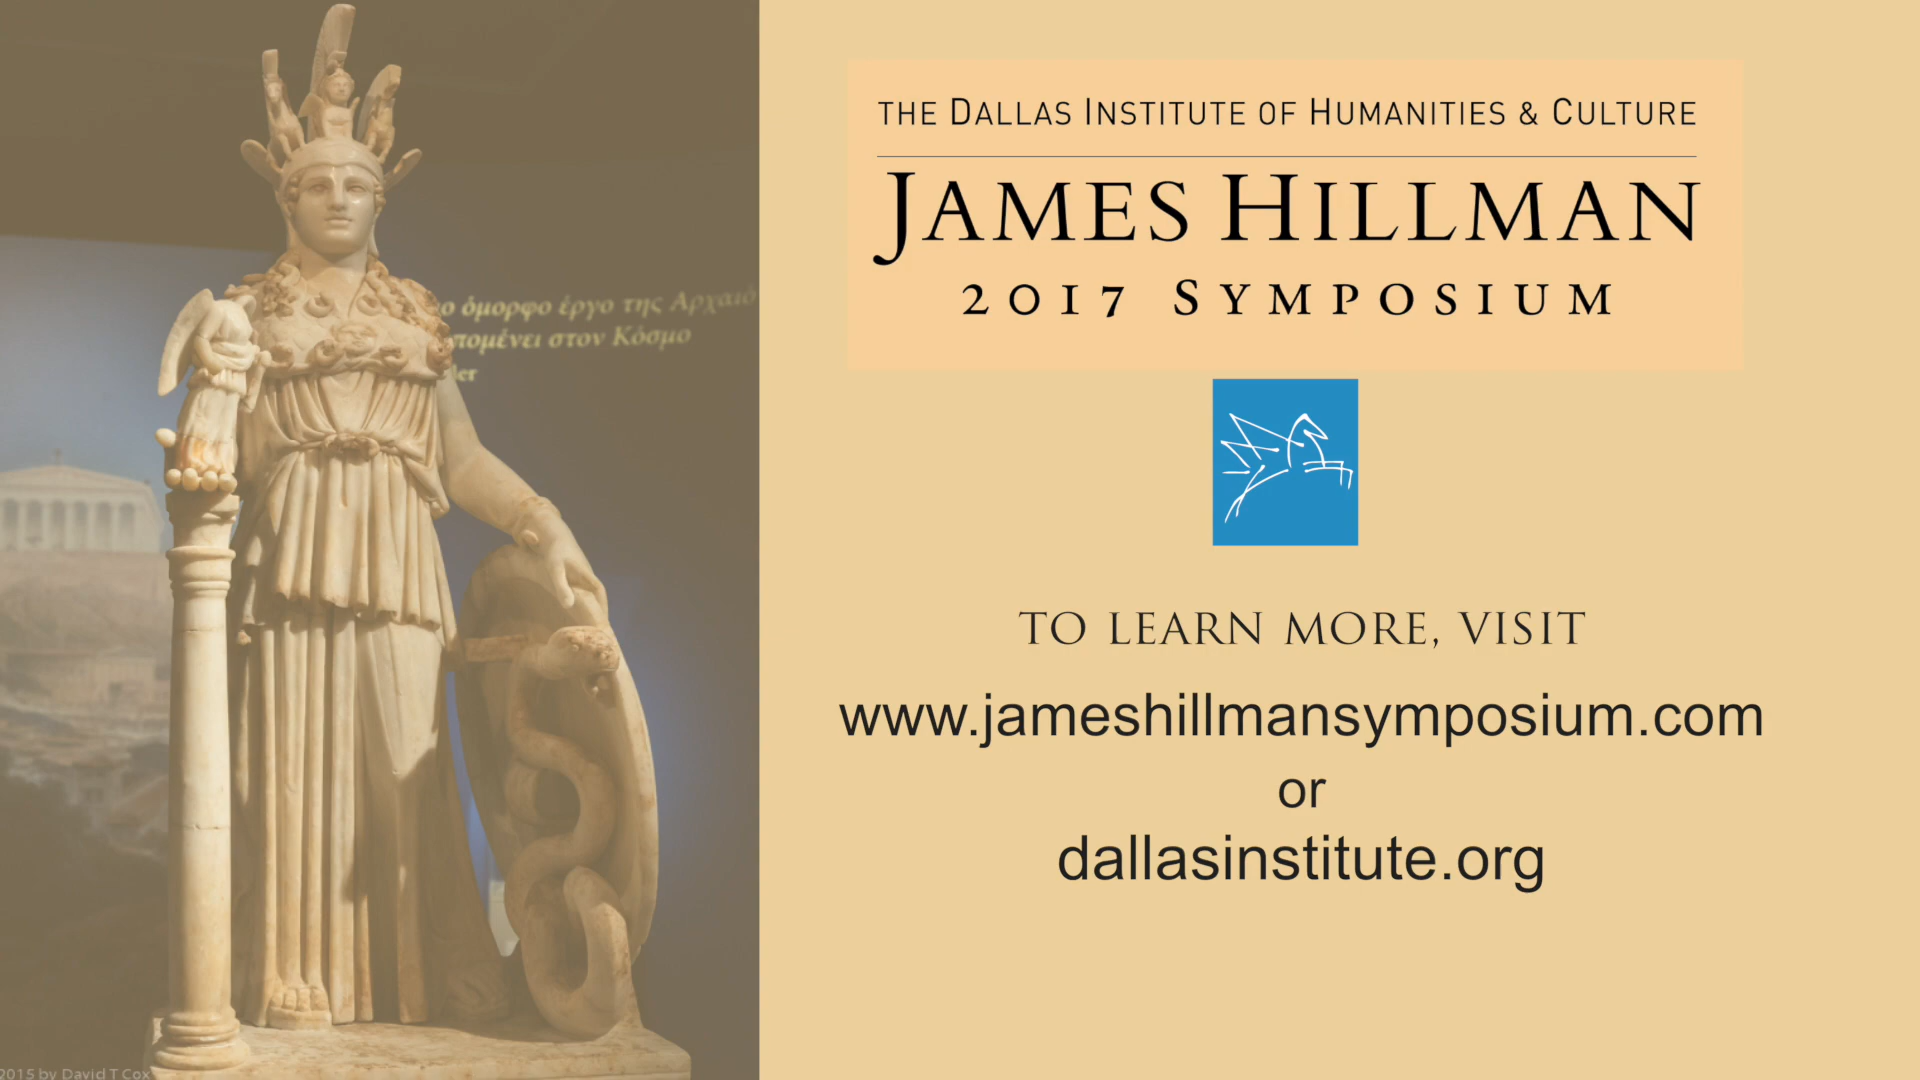 όμορφο έργο της
στον Κόσμο
2015 by David T Cox
THE DALLAS INSTITUTE OF HUMANITIES & CULTURE
JAMES HILLMAN
2017 SYMPOSIUM
TO LEARN MORE, VISIT
www.jameshillmansymposium.com
or
dallasinstitute.org